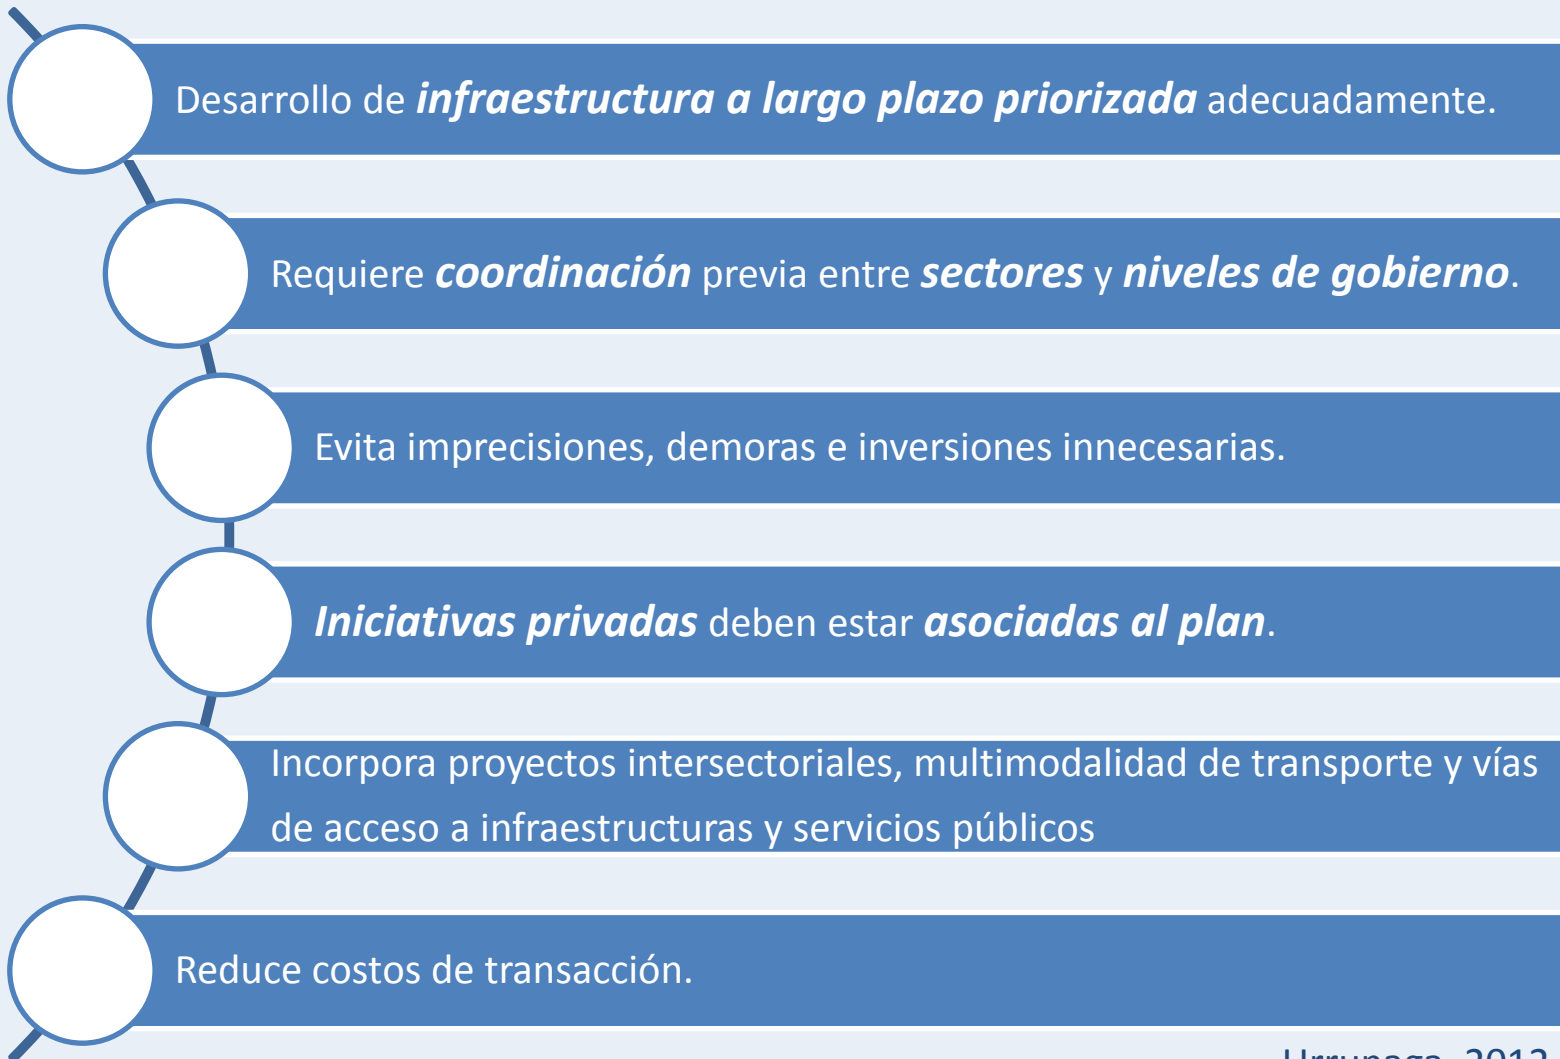 Desarrollo de infraestructura a largo plazo priorizada adecuadamente.
Requiere coordinación previa entre sectores y niveles de gobierno.
Evita imprecisiones, demoras e inversiones innecesarias.
Iniciativas privadas deben estar asociadas al plan.
Incorpora proyectos intersectoriales, multimodalidad de transporte y vías
de acceso a infraestructuras y servicios públicos
Reduce costos de transacción.